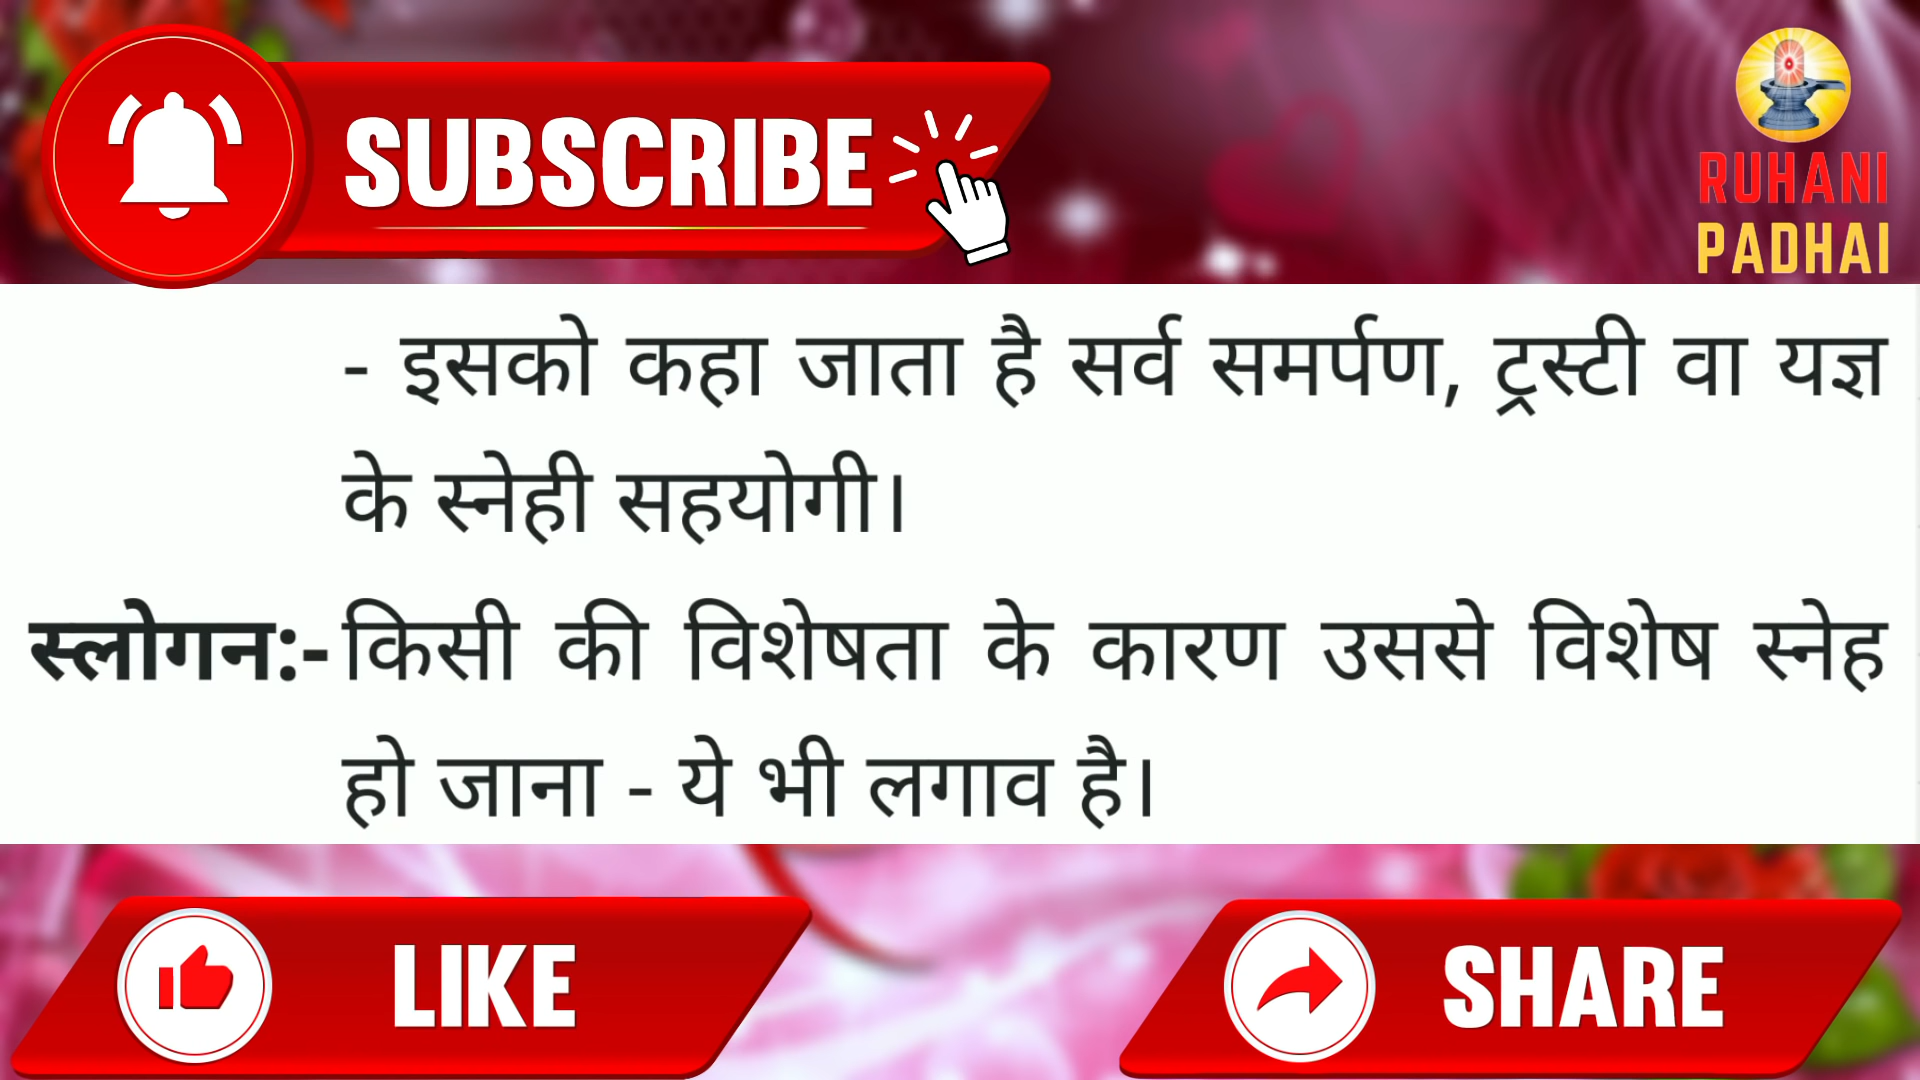 SUBSCRIBE
RUHANI
PADHAI
- इसको कहा जाता है सर्व समर्पण, ट्रस्टी वा यज्ञ
के स्नेही सहयोगी।
स्लोगन:- किसी की विशेषता के कारण उससे विशेष स्नेह
हो जाना - ये भी लगाव है।
LIKE
SHARE